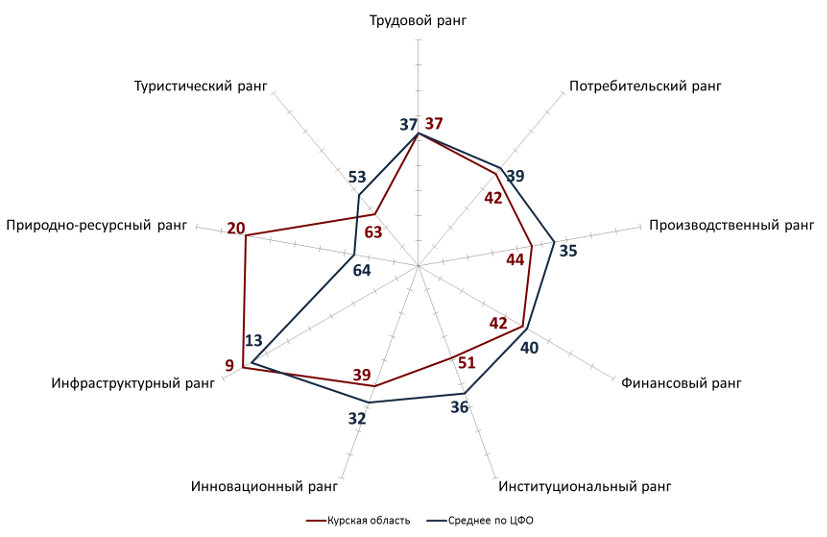 Трудовой ранг
Туристический ранг
Потребительский ранг
37 37
53
39
42
Природно-ресурсный ранг
20
63
Производственный ранг
44
35
64
13
42
40
9
39
51
Инфраструктурный ранг
Финансовый ранг
32
36
Инновационный ранг
Институциональный ранг
Курская область
Среднее по ЦФО